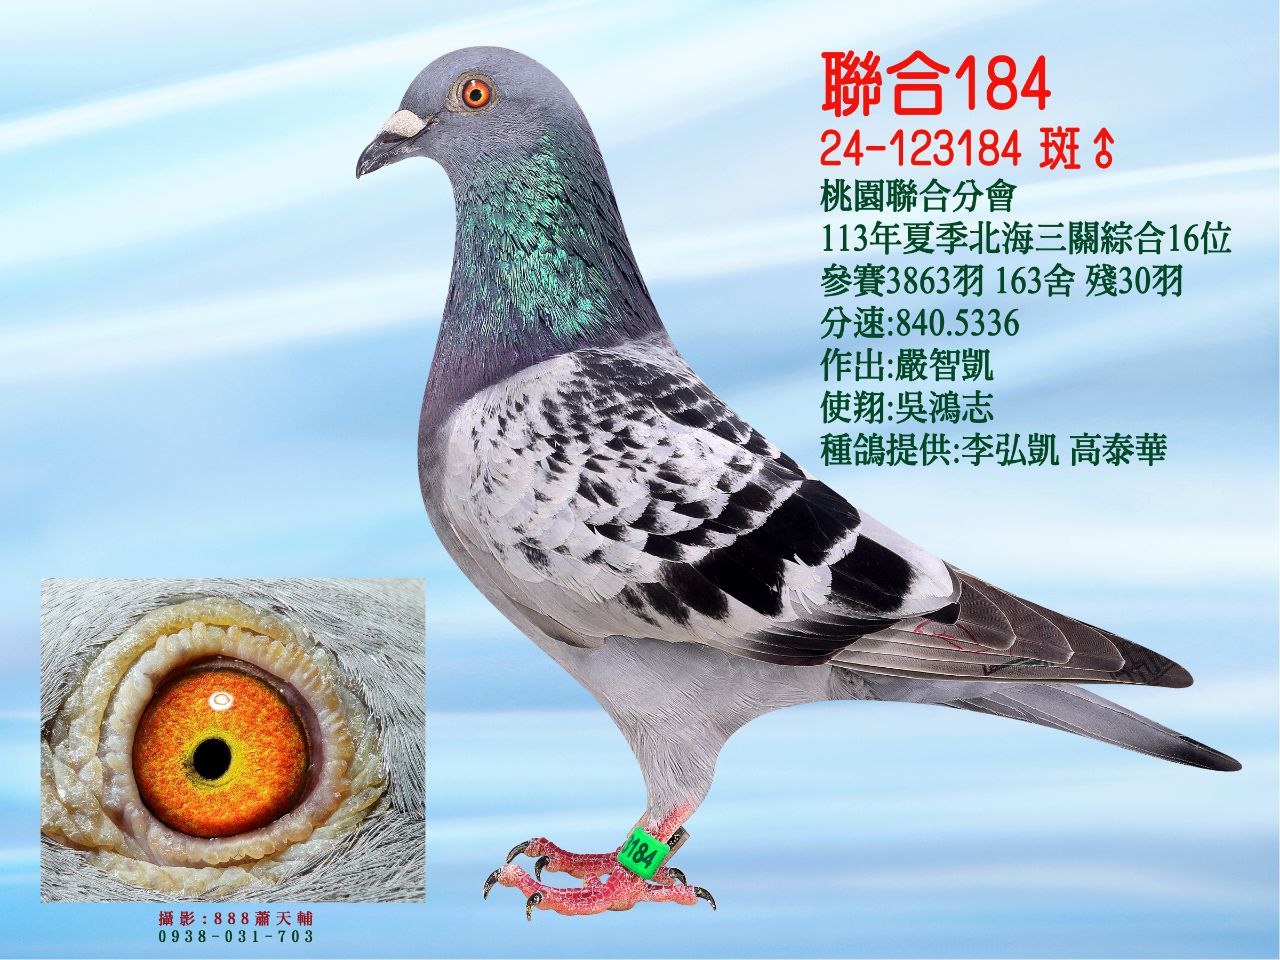 聯合184
24-123184 斑♂
桃園聯合分會
113年夏季北海三關綜合16位
參賽3863羽 163舍 殘30羽
分速:840.5336
作出:嚴智凱
使翔:吳鴻志
種鴿提供:李弘凱 高泰華
184
攝影:888蕭天輔
0938-031-703